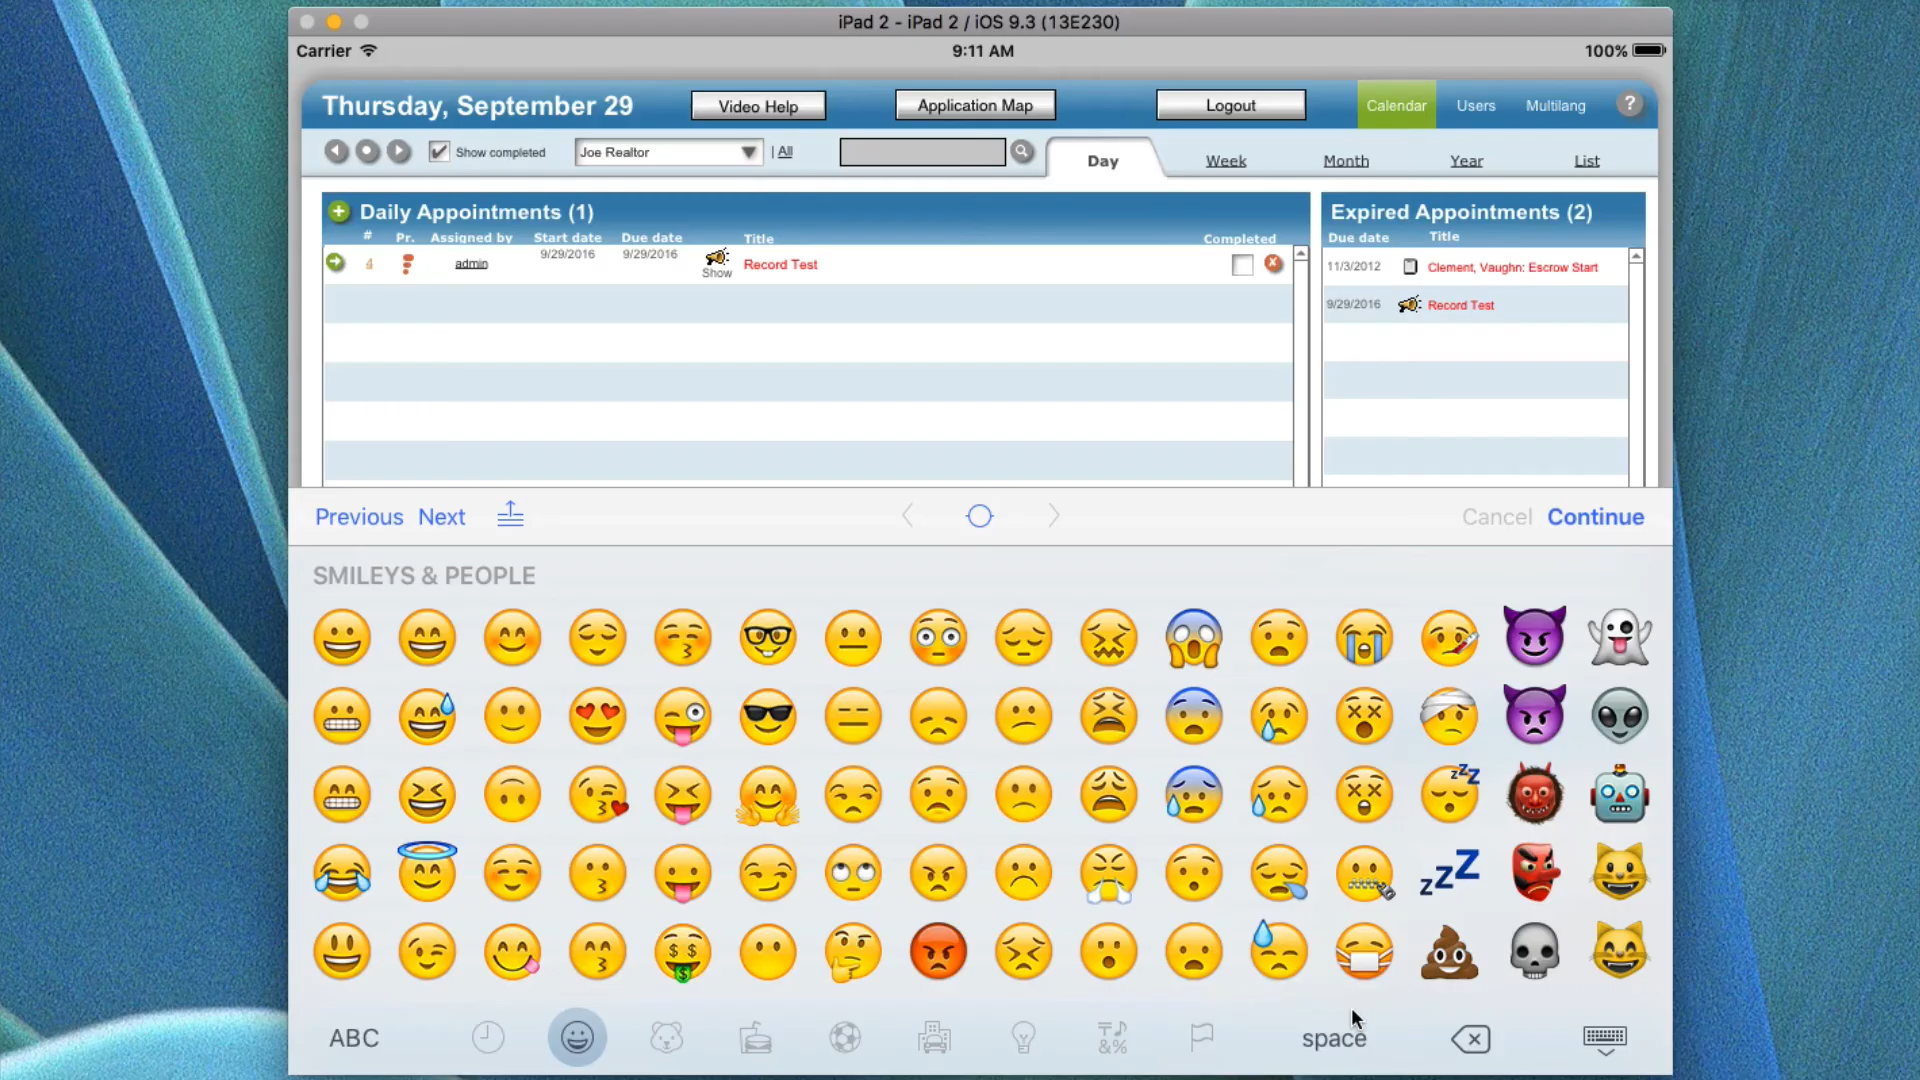 iPad 2 - iPad 2 / iOS 9.3 (13E230)
Carrier 9:11 AM 100%
Thursday, September 29 Video Help Application Map Logout Calendar Users Multilang ?
Show completed Joe Realtor | All Day Week Month Year List
Daily Appointments (1) Expired Appointments (2)
# Pr. Assigned by Start date Due date Title Completed Due date Title
4 admin 9/29/2016 9/29/2016 Show Record Test 11/3/2012 Clement, Vaughn: Escrow Start
9/29/2016 Record Test
Previous Next Cancel Continue
SMILEYS & PEOPLE
ABC space